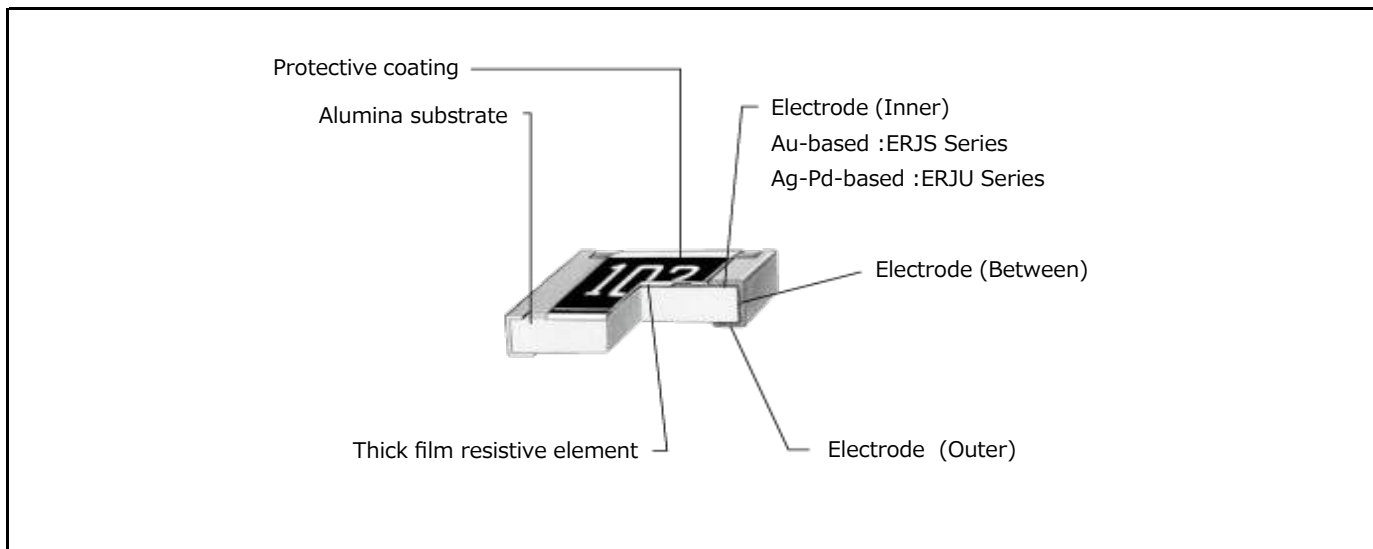 Protective coating
Alumina substrate
Electrode (Inner)
Au-based :ERJS Series
Ag-Pd-based :ERJU Series
102
Electrode (Between)
Thick film resistive element
Electrode (Outer)